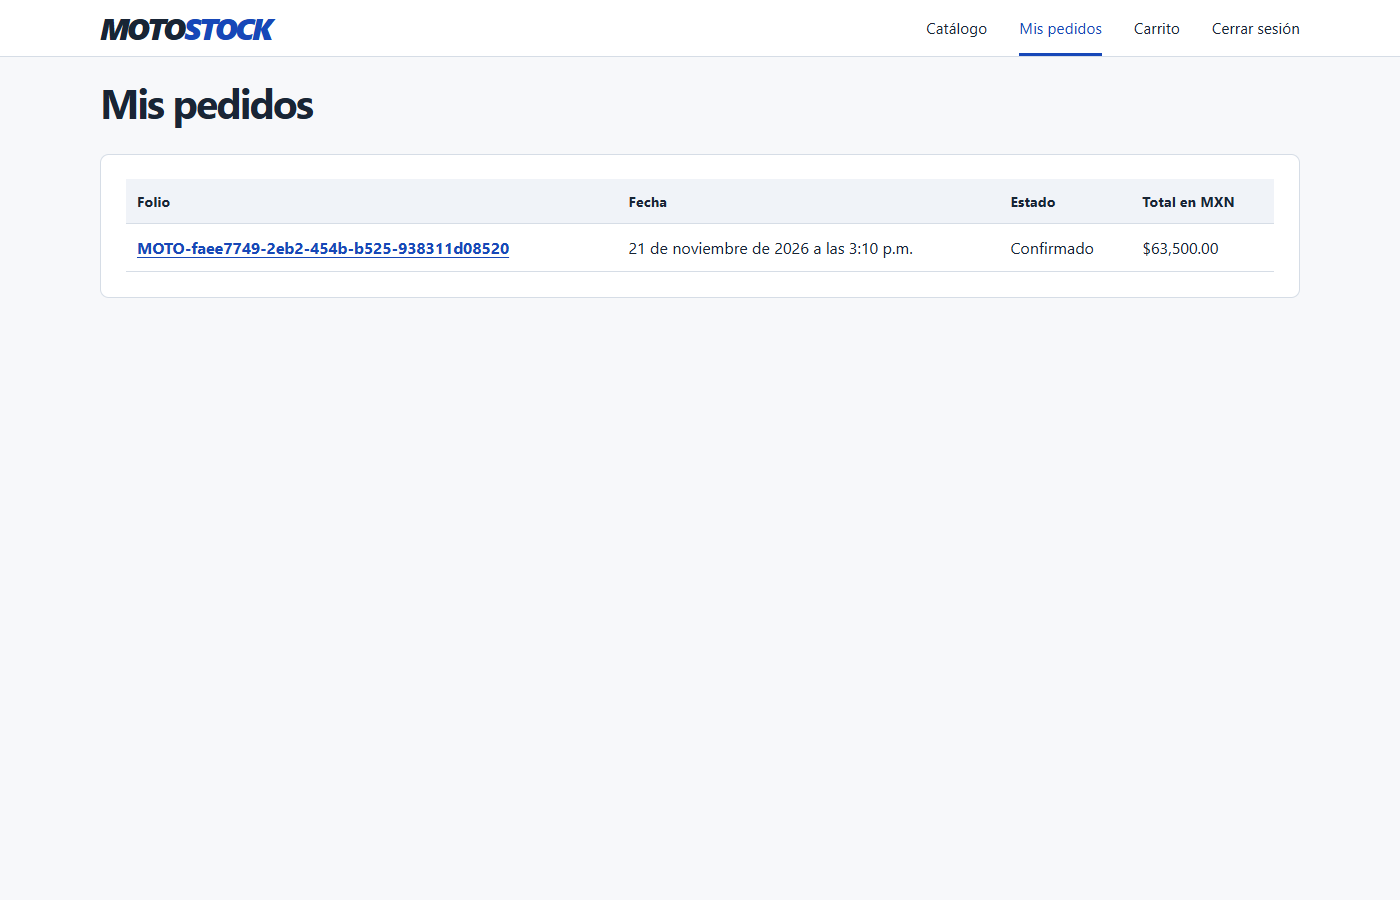 MOTOSTOCK Catálogo Mis pedidos Carrito Cerrar sesión
Mis pedidos
Folio Fecha Estado Total en MXN
MOTO-faee7749-2eb2-454b-b525-938311d08520 21 de noviembre de 2026 a las 3:10 p.m. Confirmado $63,500.00